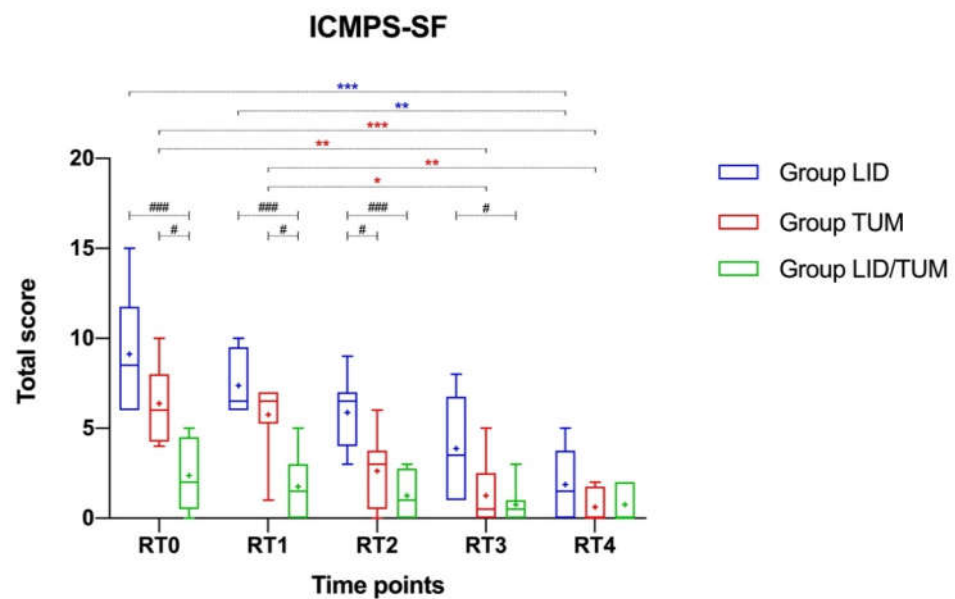 ICMPS-SF
***
**
***
**
**
*
### ### ### #
# # #
20
15
10
5
0
Total score
RT0 RT1 RT2 RT3 RT4
Time points
Group LID
Group TUM
Group LID/TUM